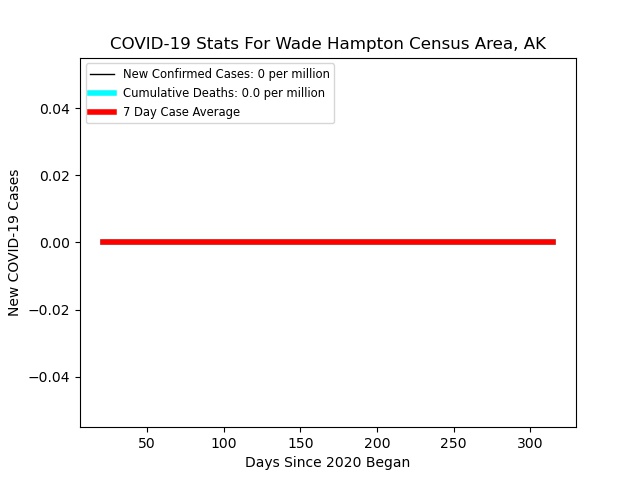 COVID-19 Stats For Wade Hampton Census Area, AK
New Confirmed Cases: 0 per million
Cumulative Deaths: 0.0 per million
7 Day Case Average
New COVID-19 Cases
0.04
0.02
0.00
−0.02
−0.04
50 100 150 200 250 300
Days Since 2020 Began